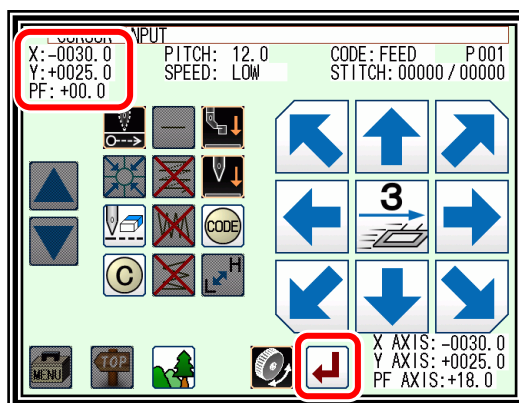 CURSOR INPUT
X:-0030.0 PITCH: 12.0 CODE:FEED P001
Y:+0025.0 SPEED: LOW STITCH:00000/00000
PF: +00.0
3
CODE
C
H
L
MENU
TOP
X AXIS: -0030.0
Y AXIS: +0025.0
PF AXIS:+18.0